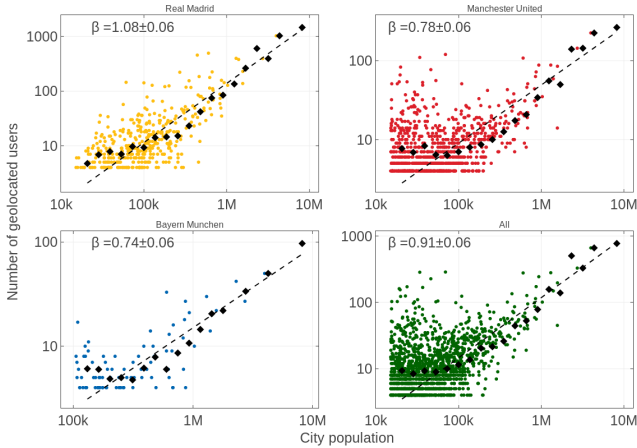 Real Madrid
Manchester United
β = 1.08±0.06
β = 0.78±0.06
1000
100
10
100
10
10k
100k
1M
10M
10k
100k
1M
10M
Bayern Munchen
All
β = 0.74±0.06
β = 0.91±0.06
100
10
1000
100
10
100k
1M
10M
10k
100k
1M
10M
Number of geolocated users
City population